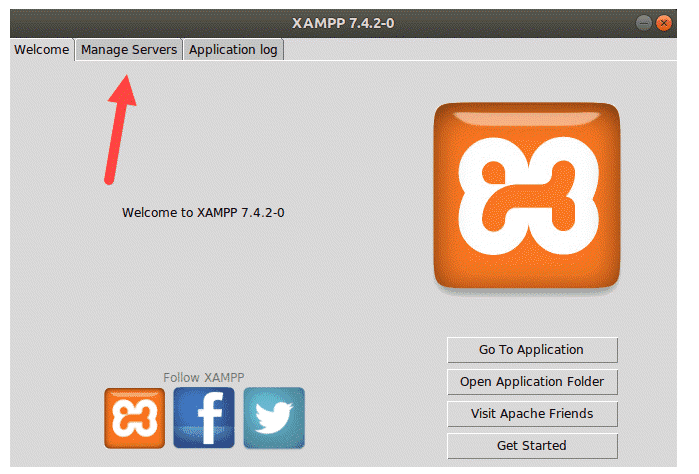 XAMPP 7.4.2-0
Welcome Manage Servers Application log
Welcome to XAMPP 7.4.2-0
Go To Application
Follow XAMPP
Open Application Folder
Visit Apache Friends
Get Started